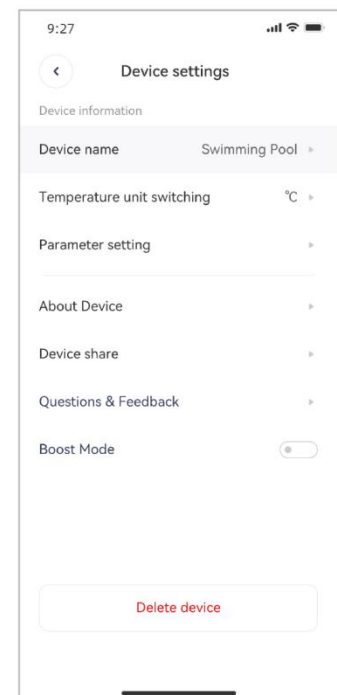 9:27
Device settings
Device information
Device name Swimming Pool
Temperature unit switching °C
Parameter setting
About Device
Device share
Questions & Feedback
Boost Mode
Delete device